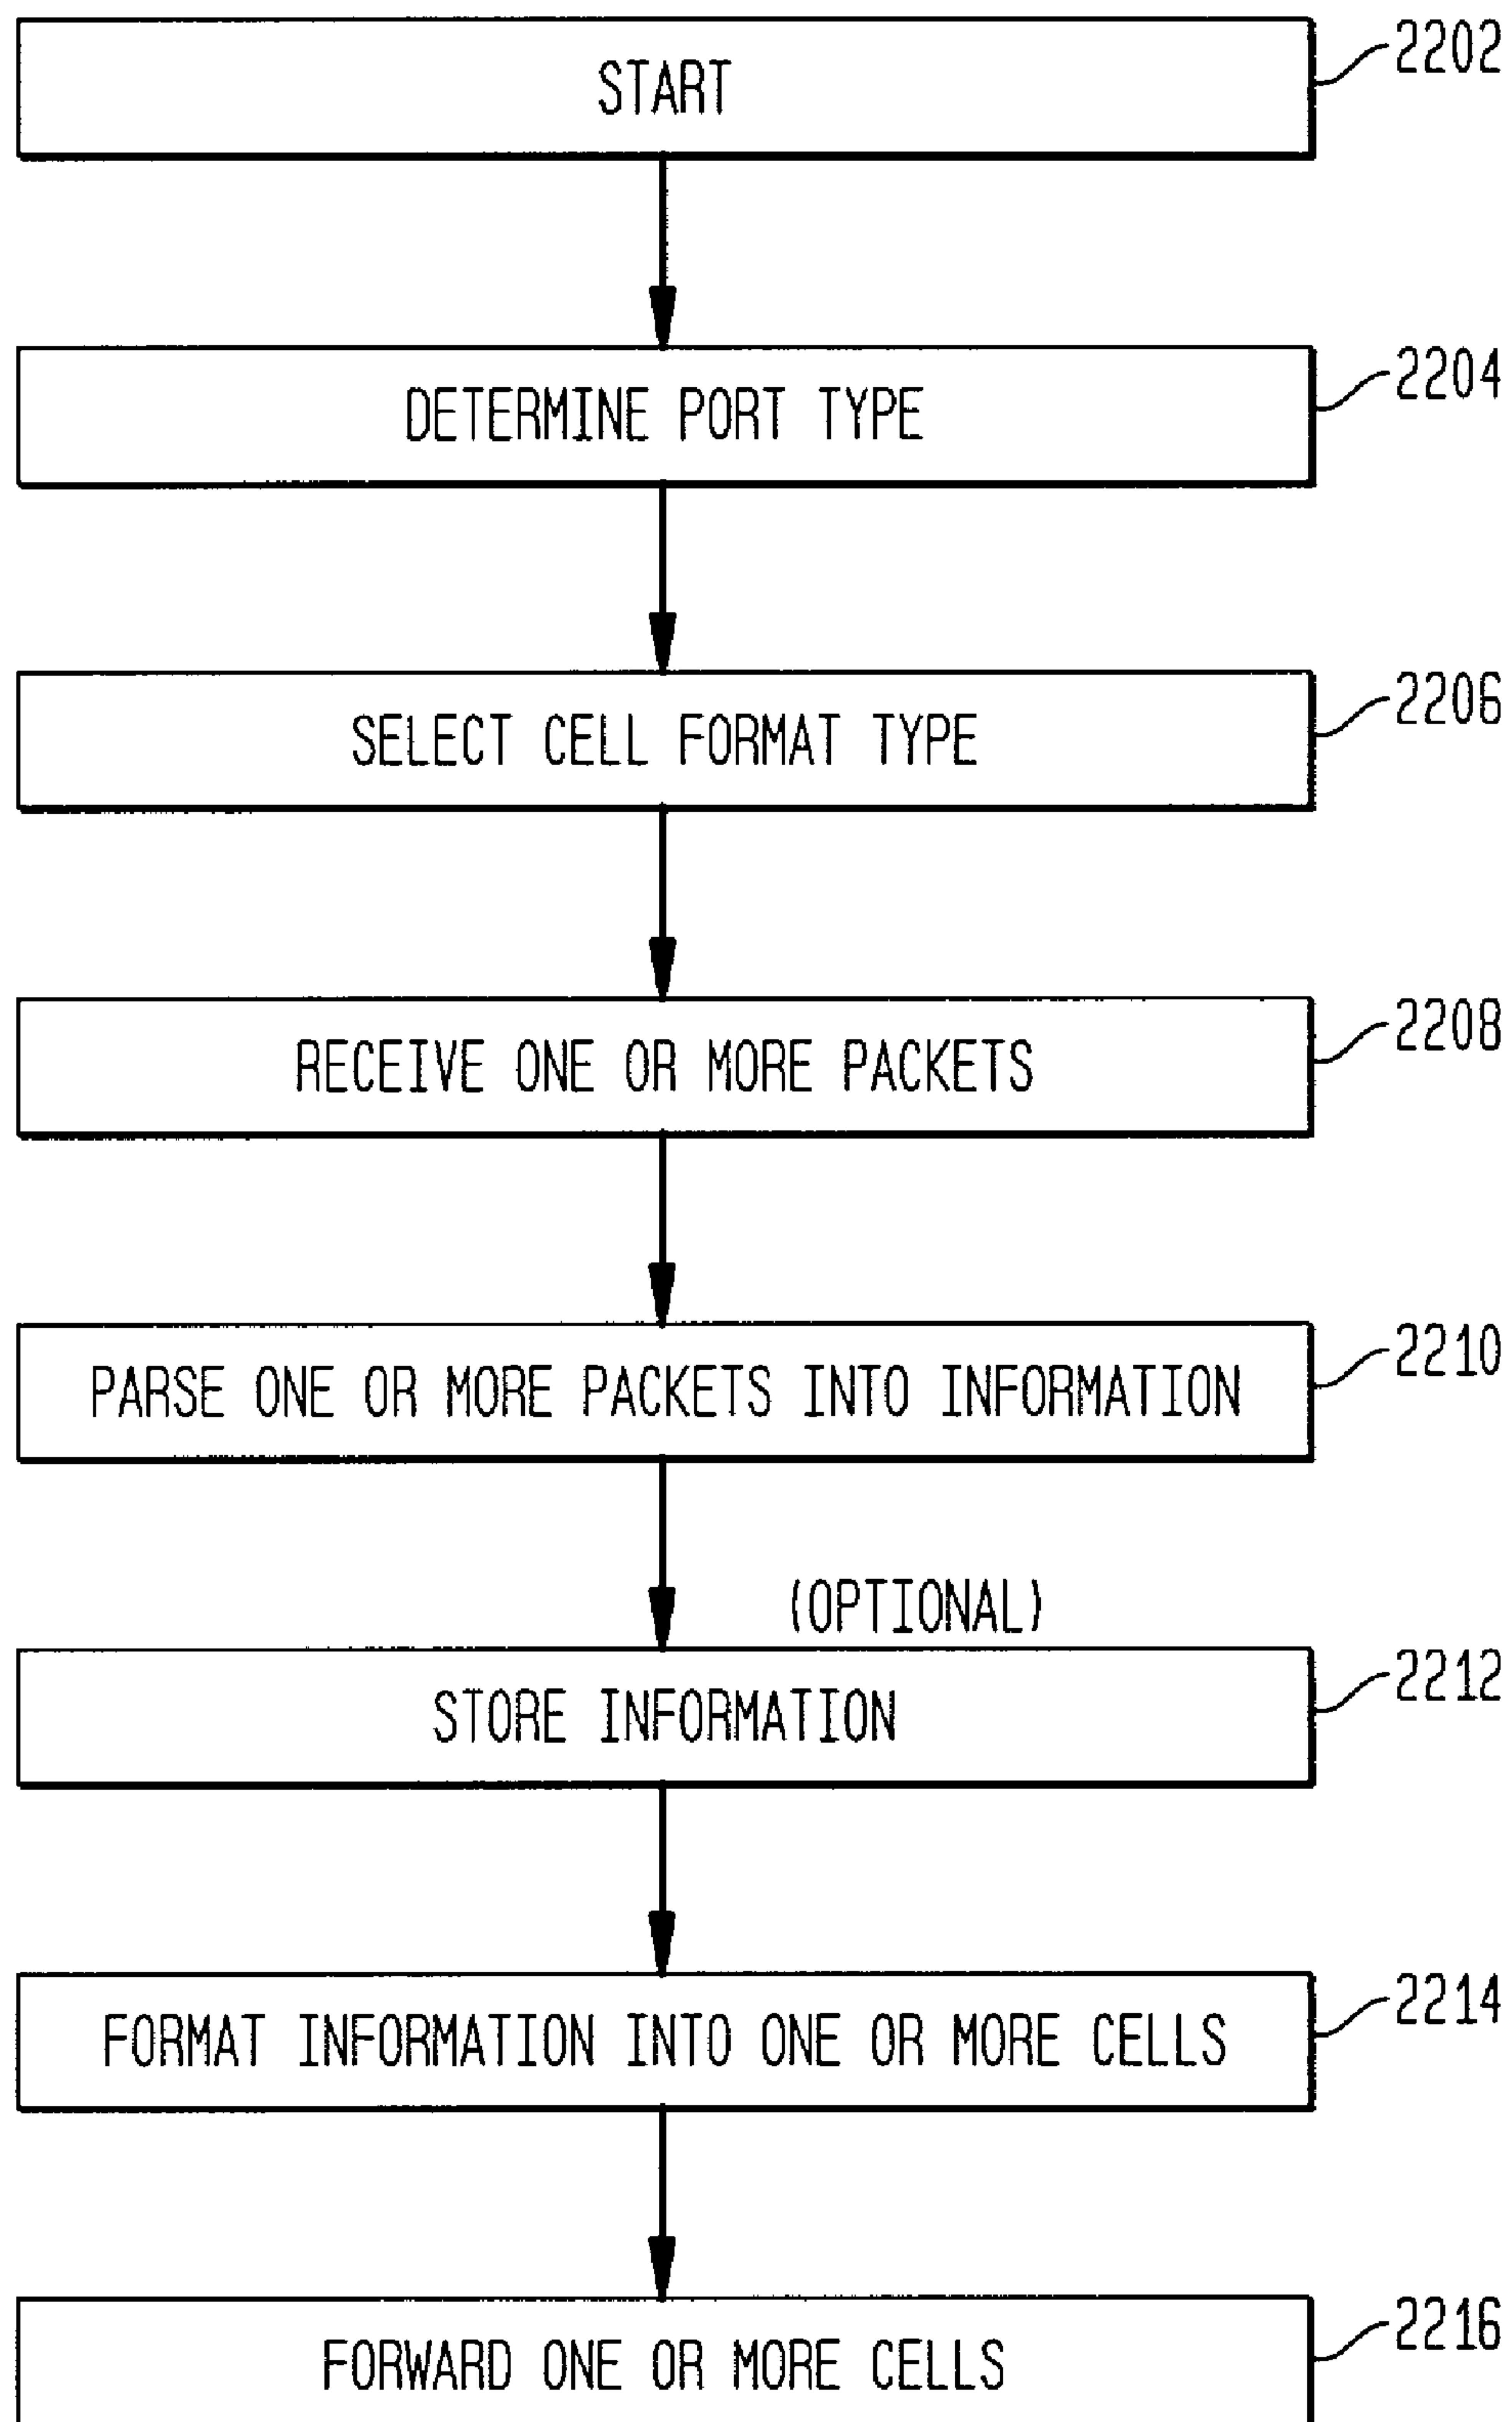 START
2202
DETERMINE PORT TYPE
2204
SELECT CELL FORMAT TYPE
2206
RECEIVE ONE OR MORE PACKETS
2208
PARSE ONE OR MORE PACKETS INTO INFORMATION
2210
(OPTIONAL)
STORE INFORMATION
2212
FORMAT INFORMATION INTO ONE OR MORE CELLS
2214
FORWARD ONE OR MORE CELLS
2216